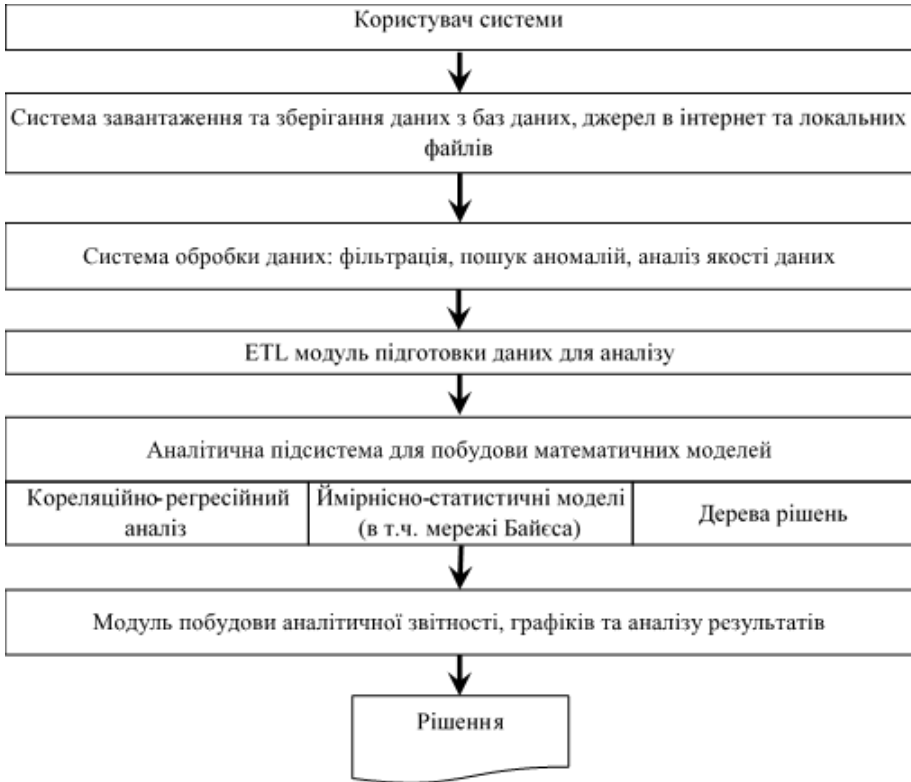 Користувач системи
Система завантаження та зберігання даних з баз даних, джерел в інтернет та локальних
файлів
Система обробки даних: фільтрація, пошук аномалій, аналіз якості даних
ETL модуль підготовки даних для аналізу
Аналітична підсистема для побудови математичних моделей
Кореляційно-регресійний
аналіз
Ймірнісно-статистичні моделі
(в т.ч. мережі Байєса)
Дерева рішень
Модуль побудови аналітичної звітності, графіків та аналізу результатів
Рішення